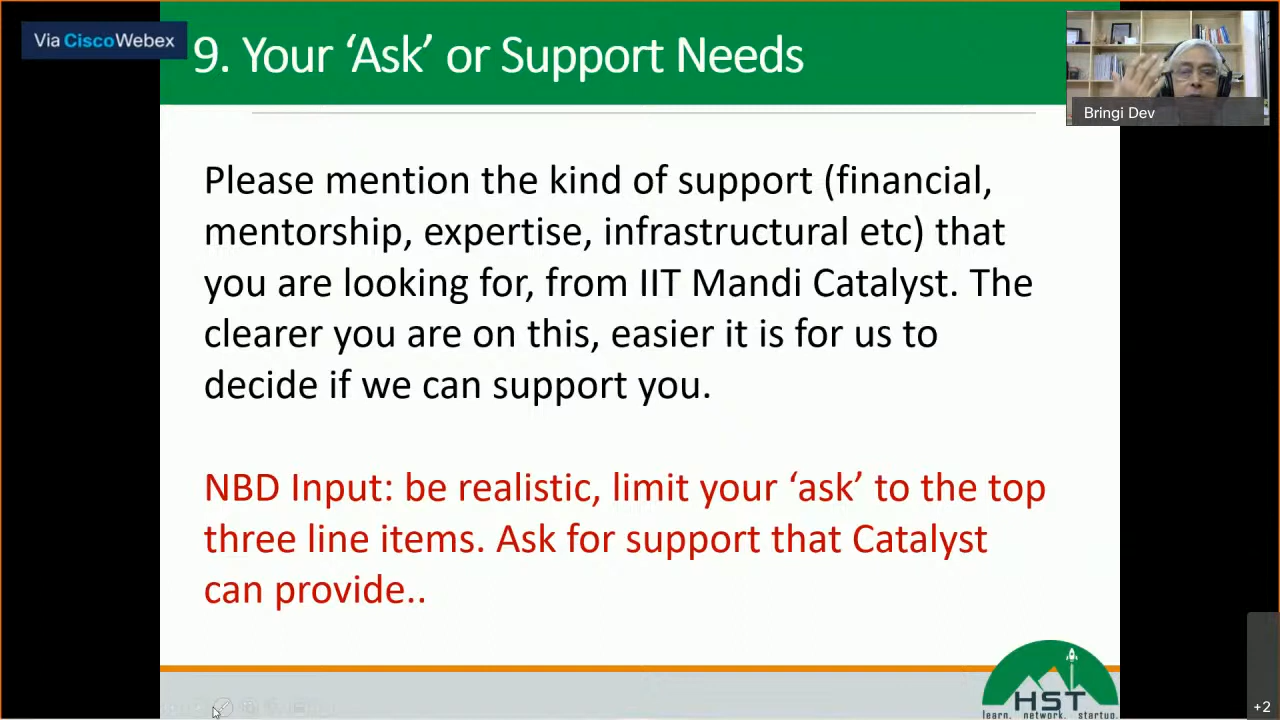 Via CiscoWebex
9. Your ‘Ask’ or Support Needs
Bringi Dev
Please mention the kind of support (financial,
mentorship, expertise, infrastructural etc) that
you are looking for, from IIT Mandi Catalyst. The
clearer you are on this, easier it is for us to
decide if we can support you.
NBD Input: be realistic, limit your ‘ask’ to the top
three line items. Ask for support that Catalyst
can provide..
HST
learn. network. startup.
+2